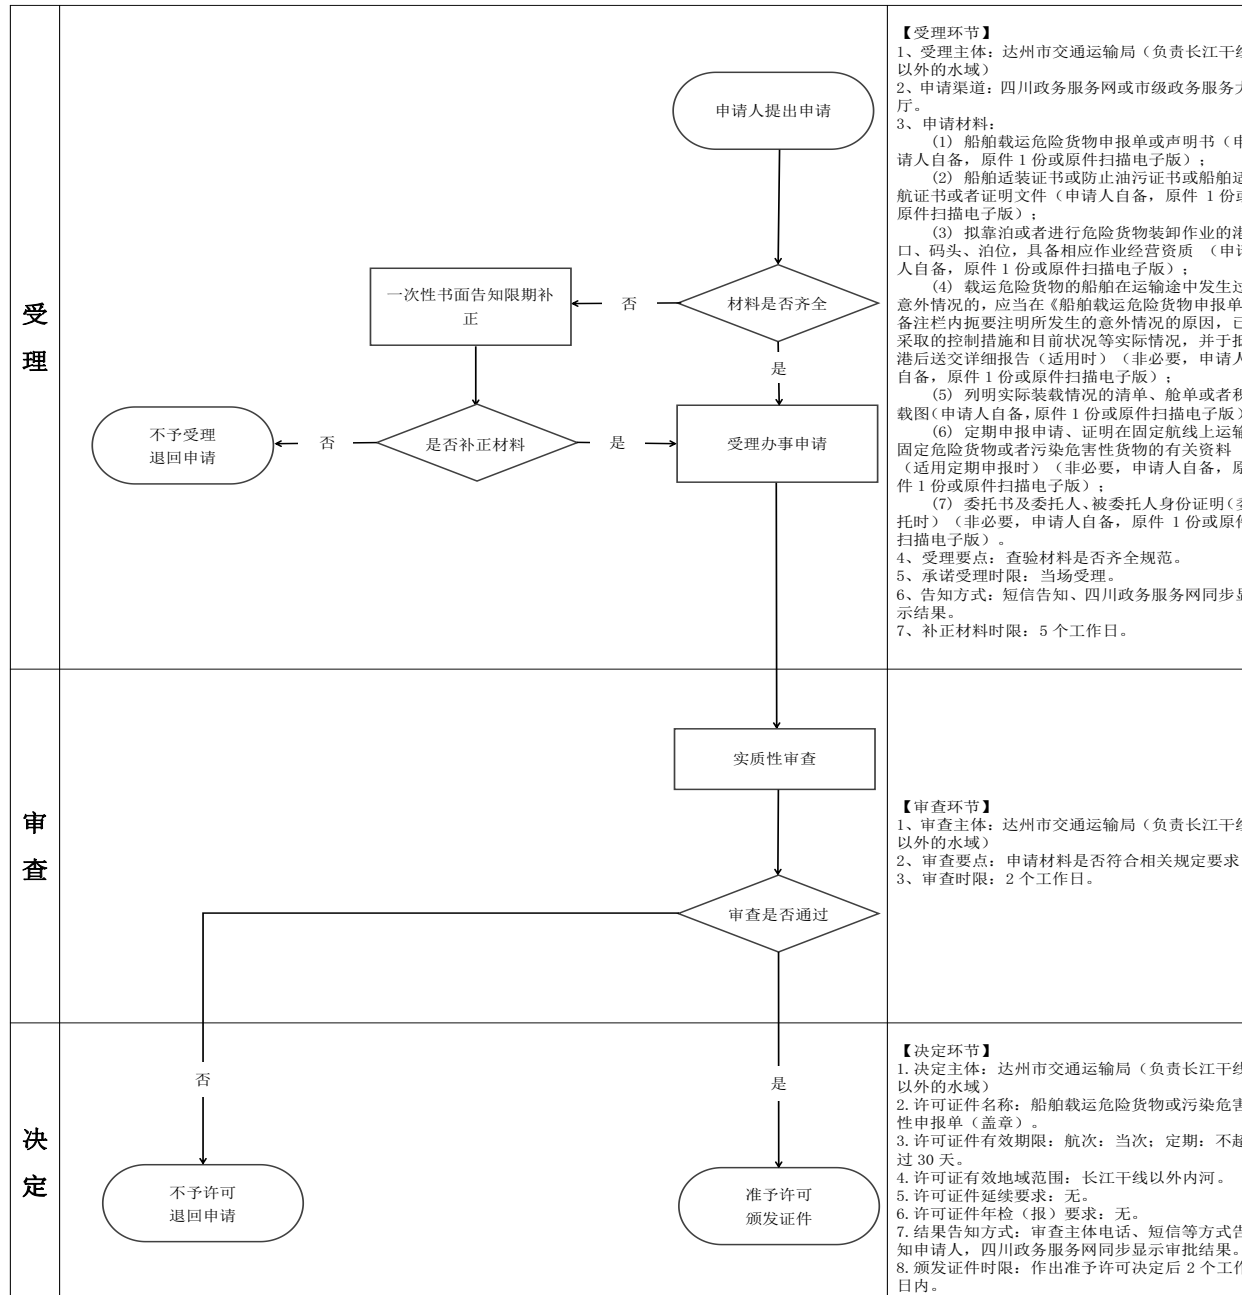 受
理
申请人提出申请
材料是否齐全
否
一次性书面告知限期补
正
是
是否补正材料
否
不予受理
退回申请
是
受理办事申请
【受理环节】
1、受理主体：达州市交通运输局（负责长江干线
以外的水域）
2、申请渠道：四川政务服务网或市级政务服务大
厅。
3、申请材料：
(1) 船舶载运危险货物申报单或声明书（申
请人自备，原件 1 份或原件扫描电子版）；
(2) 船舶适装证书或防止油污证书或船舶适
航证书或者证明文件（申请人自备，原件 1 份或
原件扫描电子版）；
(3) 拟靠泊或者进行危险货物装卸作业的港
口、码头、泊位，具备相应作业经营资质 （申请
人自备，原件 1 份或原件扫描电子版）；
(4) 载运危险货物的船舶在运输途中发生过
意外情况的，应当在《船舶载运危险货物申报单》
备注栏内扼要注明所发生的意外情况的原因，已
采取的控制措施和目前状况等实际情况，并于抵
港后送交详细报告（适用时）（非必要，申请人
自备，原件 1 份或原件扫描电子版）；
(5) 列明实际装载情况的清单、舱单或者积
载图（申请人自备，原件 1 份或原件扫描电子版）
(6) 定期申报申请、证明在固定航线上运输
固定危险货物或者污染危害性货物的有关资料
（适用定期申报时）（非必要，申请人自备，原
件 1 份或原件扫描电子版）；
(7) 委托书及委托人、被委托人身份证明（委
托时）（非必要，申请人自备，原件 1 份或原件
扫描电子版）。
4、受理要点：查验材料是否齐全规范。
5、承诺受理时限：当场受理。
6、告知方式：短信告知、四川政务服务网同步显
示结果。
7、补正材料时限：5 个工作日。
审
查
实质性审查
审查是否通过
【审查环节】
1、审查主体：达州市交通运输局（负责长江干线
以外的水域）
2、审查要点：申请材料是否符合相关规定要求
3、审查时限：2 个工作日。
决
定
否
是
不予许可
退回申请
准予许可
颁发证件
【决定环节】
1.决定主体：达州市交通运输局（负责长江干线
以外的水域）
2.许可证件名称：船舶载运危险货物或污染危害
性申报单（盖章）。
3.许可证件有效期限：航次：当次；定期：不超
过 30 天。
4.许可证有效地域范围：长江干线以外内河。
5.许可证件延续要求：无。
6.许可证件年检（报）要求：无。
7.结果告知方式：审查主体电话、短信等方式告
知申请人，四川政务服务网同步显示审批结果。
8.颁发证件时限：作出准予许可决定后 2 个工作
日内。